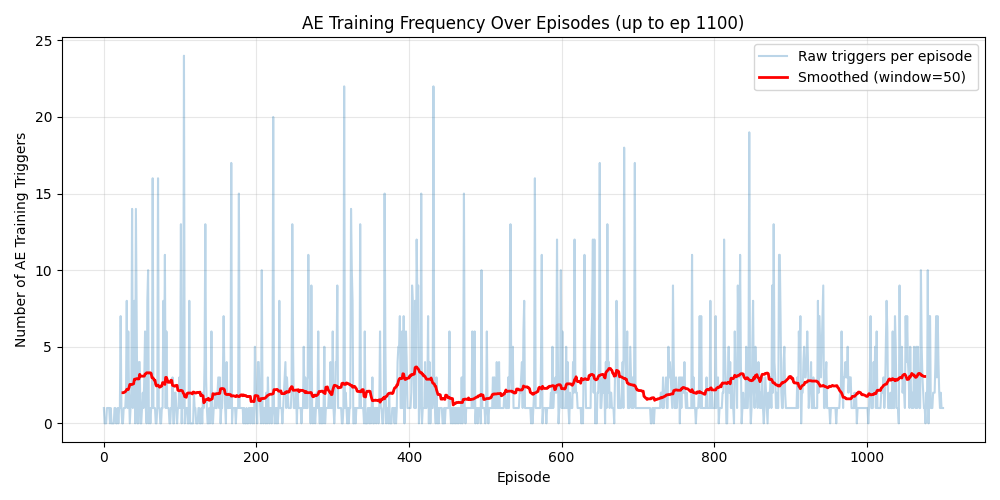 AE Training Frequency Over Episodes (up to ep 1100)
Raw triggers per episode
Smoothed (window=50)
Number of AE Training Triggers
25
20
15
10
5
0
0 200 400 600 800 1000
Episode